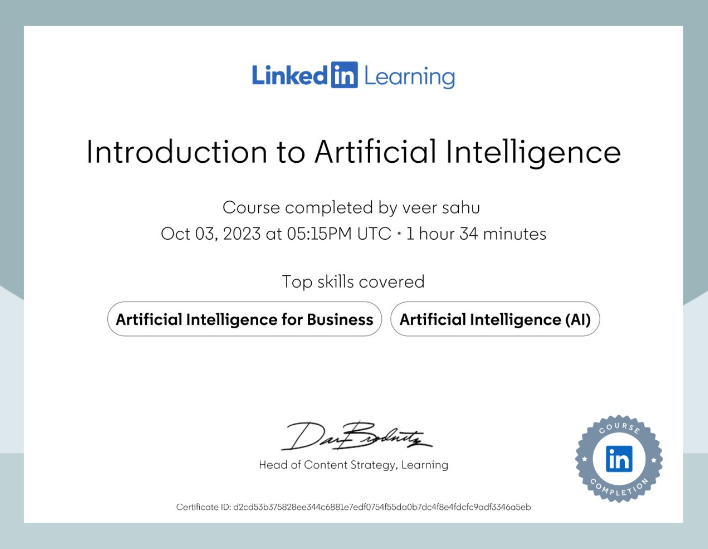 Linked in Learning
Introduction to Artificial Intelligence
Course completed by veer sahu
Oct 03, 2023 at 05:15PM UTC • 1 hour 34 minutes
Top skills covered
Artificial Intelligence for Business
Artificial Intelligence (AI)
Head of Content Strategy, Learning
COURSE
in
COMPLETION
Certificate ID: d2cd53b375828ee344c6881e7edf0754f55da0b7dc4f8e4fdcfc9adf3346a5eb